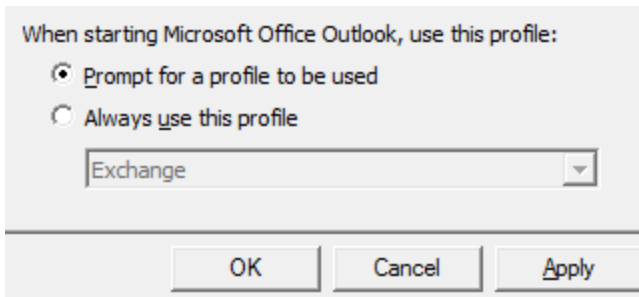 When starting Microsoft Office Outlook, use this profile:
Prompt for a profile to be used
Always use this profile
Exchange
OK Cancel Apply